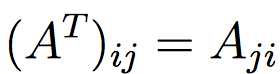 (A^T)_{ij} = A_{ji}